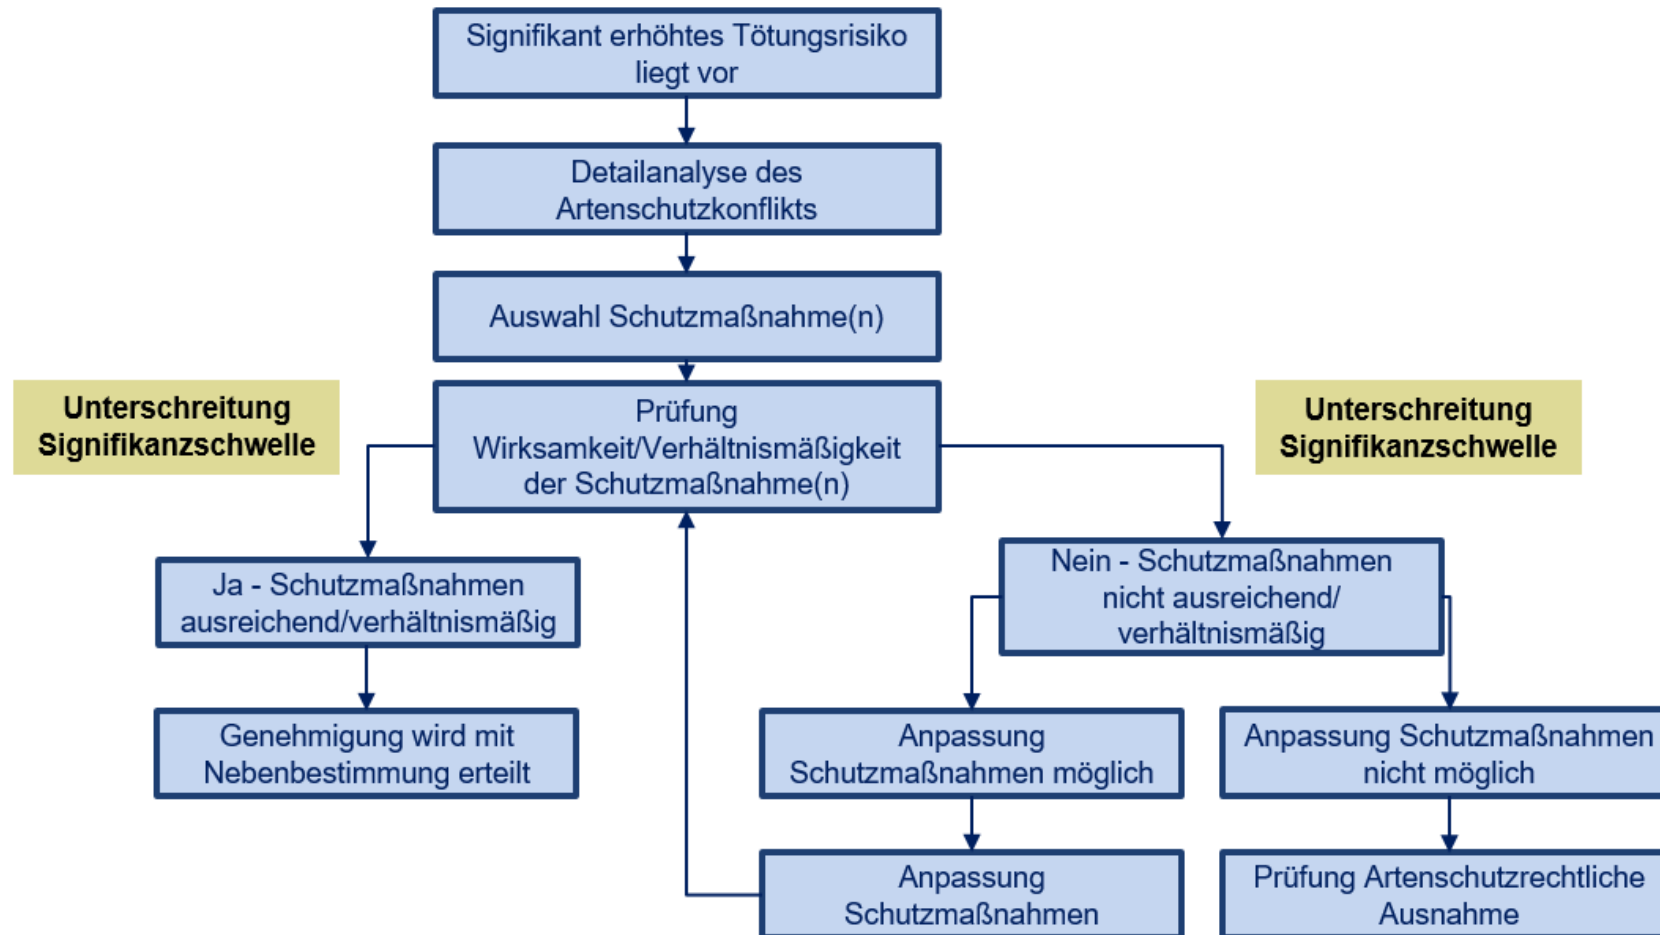 Signifikant erhöhtes Tötungsrisiko
liegt vor
Detailanalyse des
Artenschutzkonflikts
Auswahl Schutzmaßnahme(n)
Unterschreitung
Signifikanzschwelle
Prüfung
Wirksamkeit/Verhältnismäßigkeit
der Schutzmaßnahme(n)
Unterschreitung
Signifikanzschwelle
Ja - Schutzmaßnahmen
ausreichend/verhältnismäßig
Nein - Schutzmaßnahmen
nicht ausreichend/
verhältnismäßig
Genehmigung wird mit
Nebenbestimmung erteilt
Anpassung
Schutzmaßnahmen möglich
Anpassung Schutzmaßnahmen
nicht möglich
Anpassung
Schutzmaßnahmen
Prüfung Artenschutzrechtliche
Ausnahme